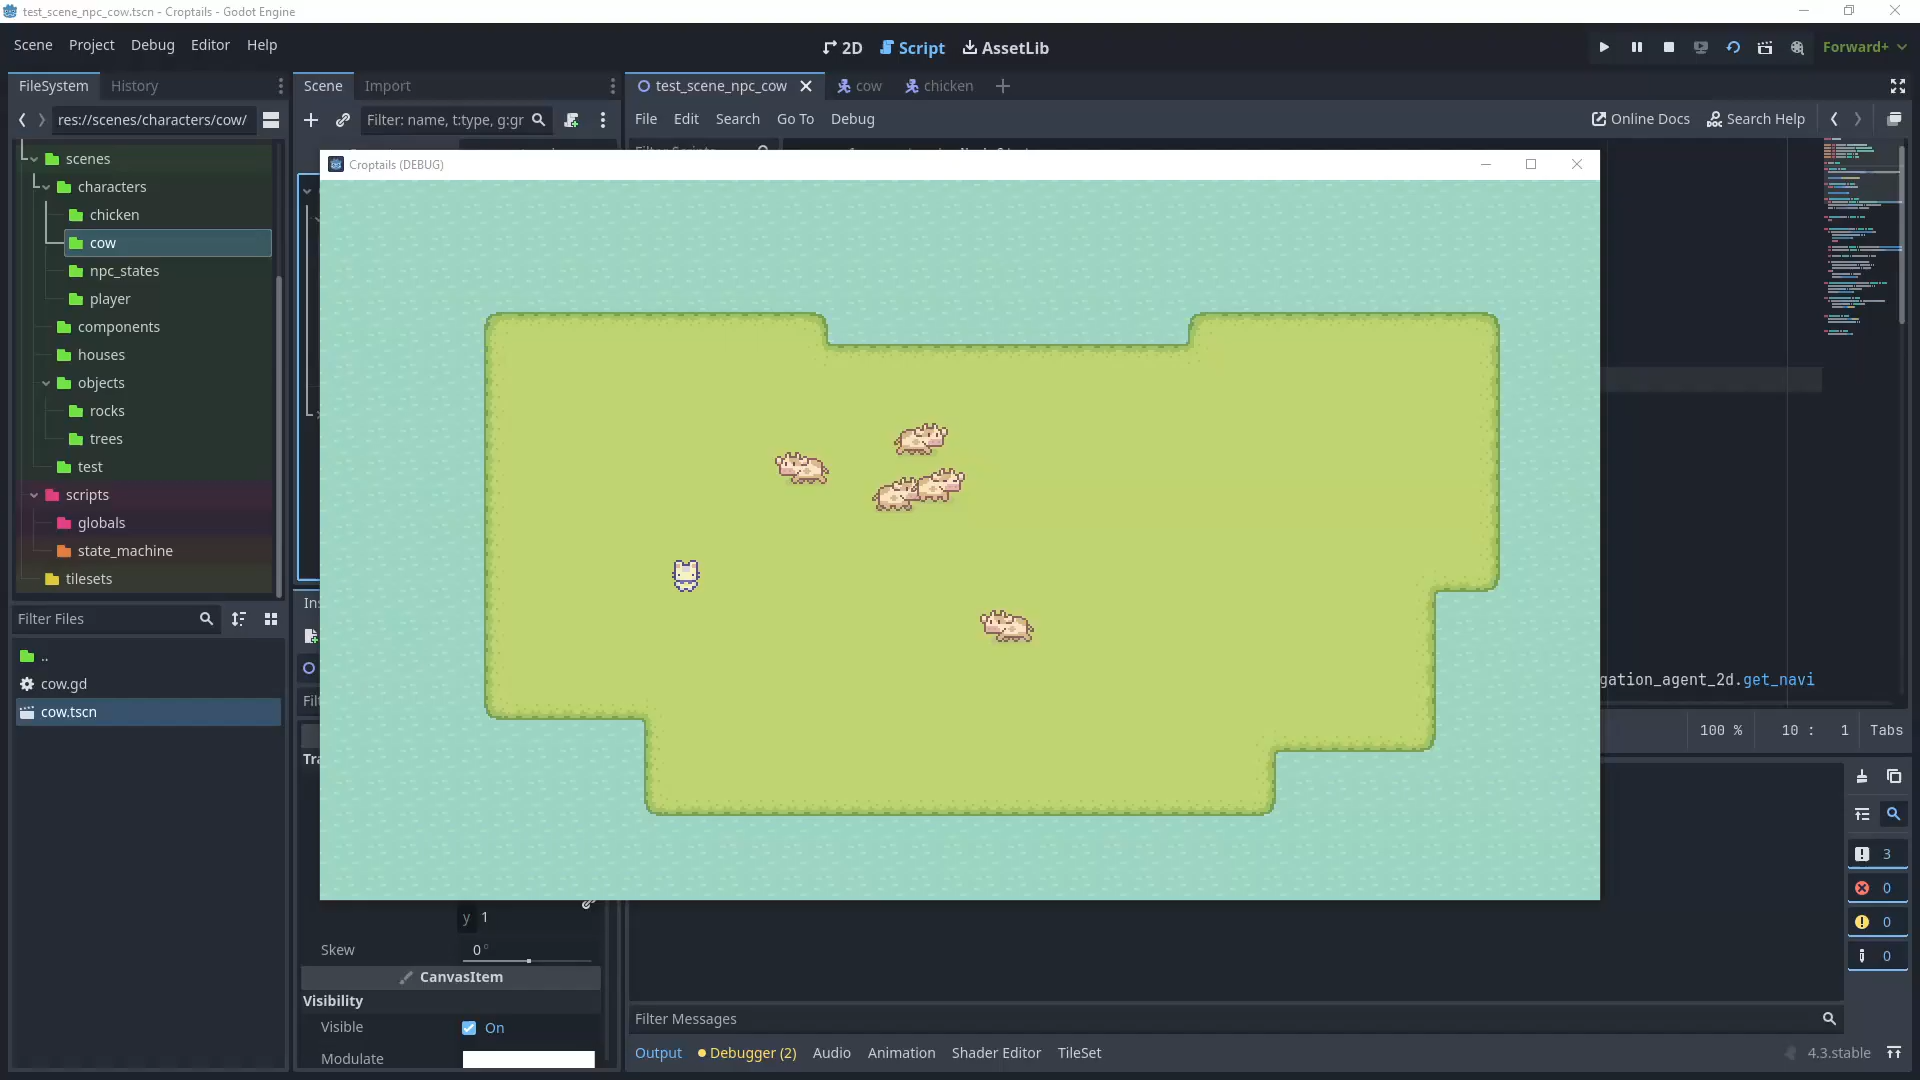 test_scene_npc_cow.tscn - Croptails - Godot Engine
Scene Project Debug Editor Help
2D Script AssetLib
Forward+
FileSystem History
Scene Import
test_scene_npc_cow cow chicken
res://scenes/characters/cow/
Filter: name, t:type, g:gr
File Edit Search Go To Debug
Online Docs Search Help
Croptails (DEBUG)
scenes
characters
chicken
cow
npc_states
player
components
houses
objects
rocks
trees
test
scripts
globals
state_machine
tilesets
Filter Files
..
cow.gd
cow.tscn
gation_agent_2d.get_navi
100 % 10 : 1 Tabs
3
0
0
0
y 1
Skew 0 °
CanvasItem
Visibility
Visible On
Modulate
Filter Messages
Output Debugger (2) Audio Animation Shader Editor TileSet
4.3.stable